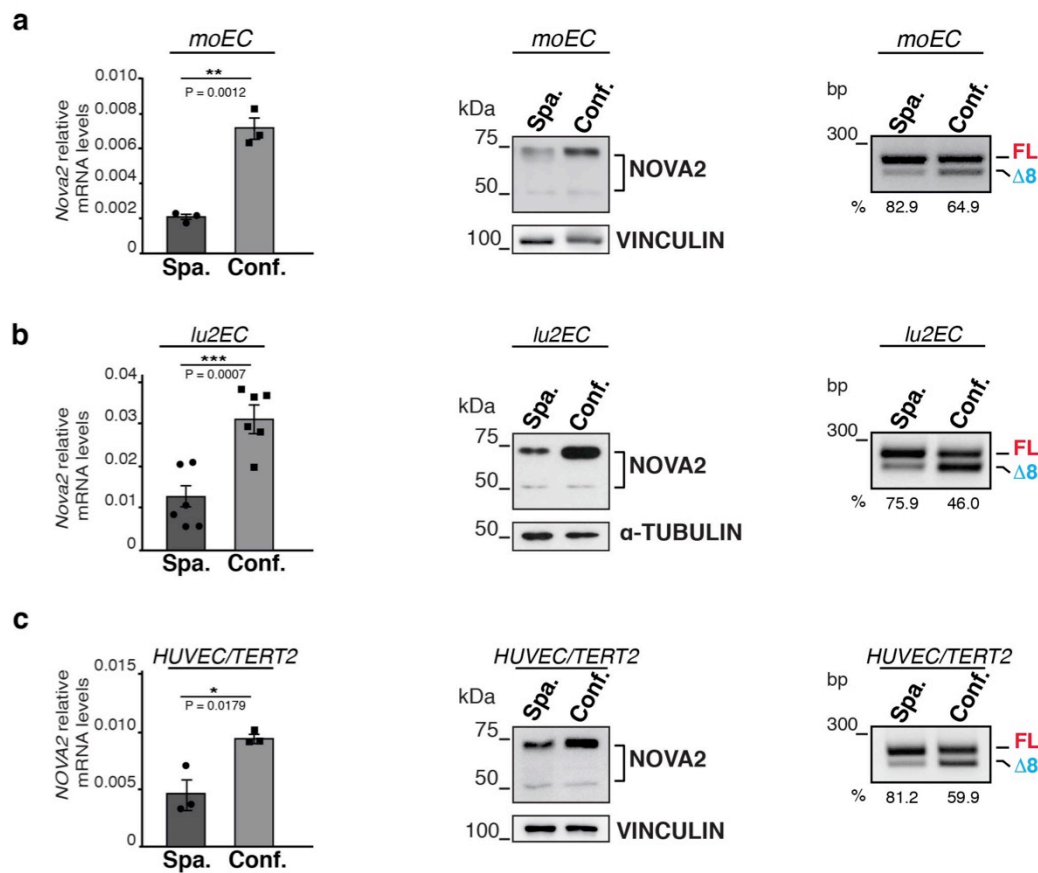 a
moEC
**
P = 0.0012
Nova2 relative
mRNA levels
0.010
0.008
0.006
0.004
0.002
0
Spa. Conf.
moEC
kDa
Spa. Conf.
75
50
NOVA2
100
VINCULIN
moEC
bp
Spa. Conf.
300
FL
Δ8
% 82.9 64.9
b
lu2EC
***
P = 0.0007
Nova2 relative
mRNA levels
0.04
0.03
0.02
0.01
0
Spa. Conf.
lu2EC
kDa
Spa. Conf.
75
50
NOVA2
50
α-TUBULIN
lu2EC
bp
Spa. Conf.
300
FL
Δ8
% 75.9 46.0
c
HUVEC/TERT2
*
P = 0.0179
NOVA2 relative
mRNA levels
0.015
0.010
0.005
0
Spa. Conf.
HUVEC/TERT2
kDa
Spa. Conf.
75
50
NOVA2
100
VINCULIN
HUVEC/TERT2
bp
Spa. Conf.
300
FL
Δ8
% 81.2 59.9